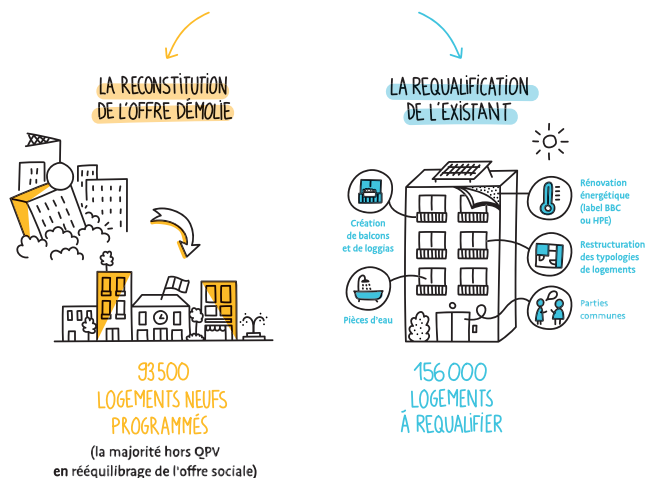 LA RECONSTITUTION
DE L'OFFRE DÉMOLIE
93 500
LOGEMENTS NEUFS
PROGRAMMÉS
(la majorité hors QPV
en rééquilibrage de l'offre sociale)
LA REQUALIFICATION
DE L'EXISTANT
Création
de balcons
et de loggias
Pièces d'eau
Rénovation
énergétique
(label BBC
ou HPE)
Restructuration
des typologies
de logements
Parties
communes
156 000
LOGEMENTS
À REQUALIFIER